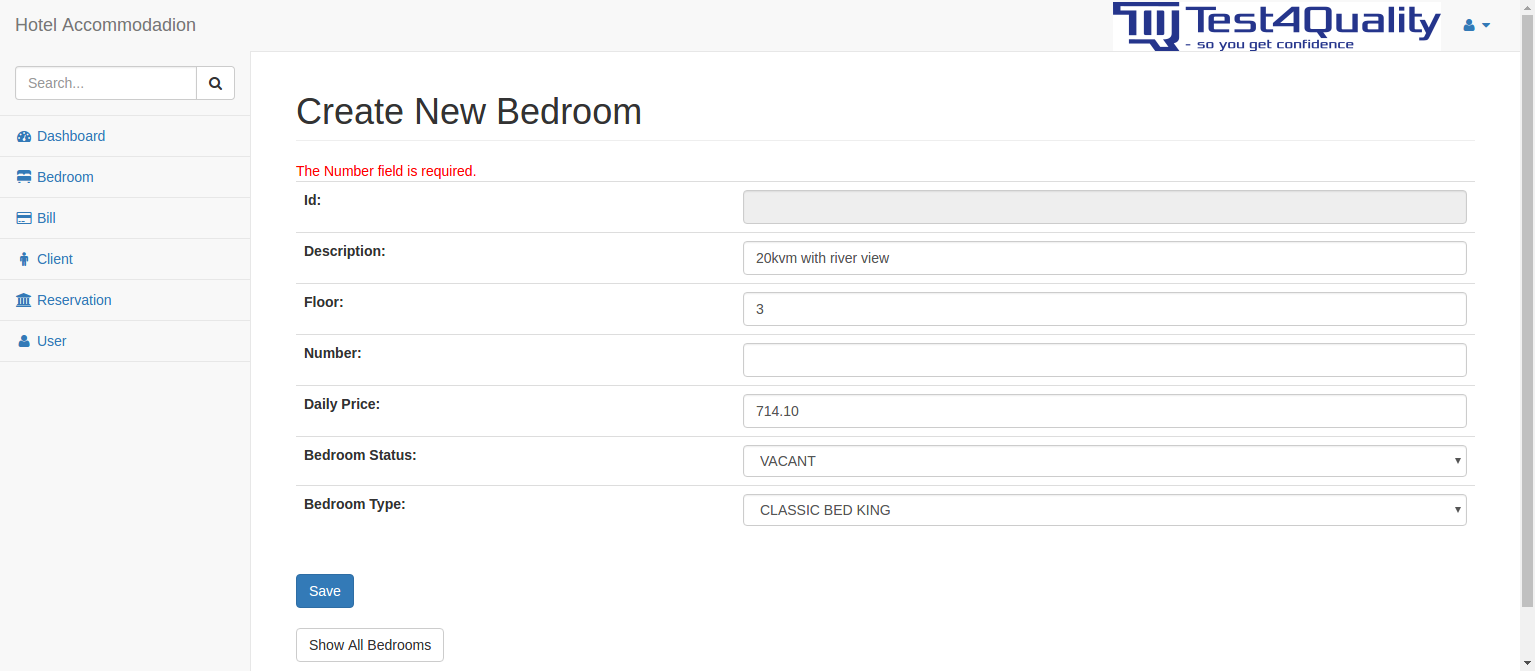 Hotel Accommodadion
Test4Quality
- so you get confidence
Search...
Dashboard
Bedroom
Bill
Client
Reservation
User
Create New Bedroom
The Number field is required.
Id:
Description:
20kvm with river view
Floor:
3
Number:
Daily Price:
714.10
Bedroom Status:
VACANT
Bedroom Type:
CLASSIC BED KING
Save
Show All Bedrooms